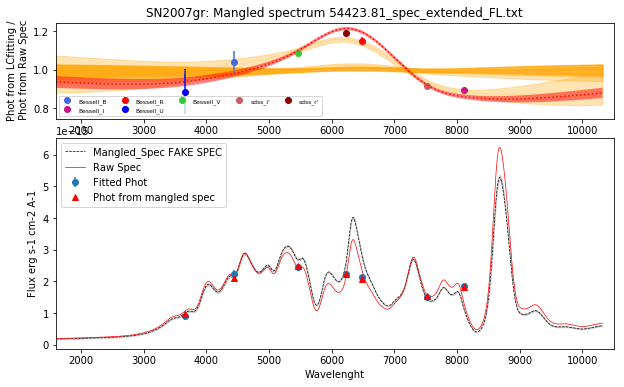 SN2007gr: Mangled spectrum 54423.81_spec_extended_FL.txt
Phot from LCfitting /
Phot from Raw Spec
1.2
1.0
0.8
Bessell_B
Bessell_I
Bessell_R
Bessell_U
Bessell_V
sdss_i'
sdss_r'
2000 3000 4000 5000 6000 7000 8000 9000 10000
Flux erg s-1 cm-2 A-1
6
5
4
3
2
1
0
Mangled_Spec FAKE SPEC
Raw Spec
Fitted Phot
Phot from mangled spec
2000 3000 4000 5000 6000 7000 8000 9000 10000
Wavelenght